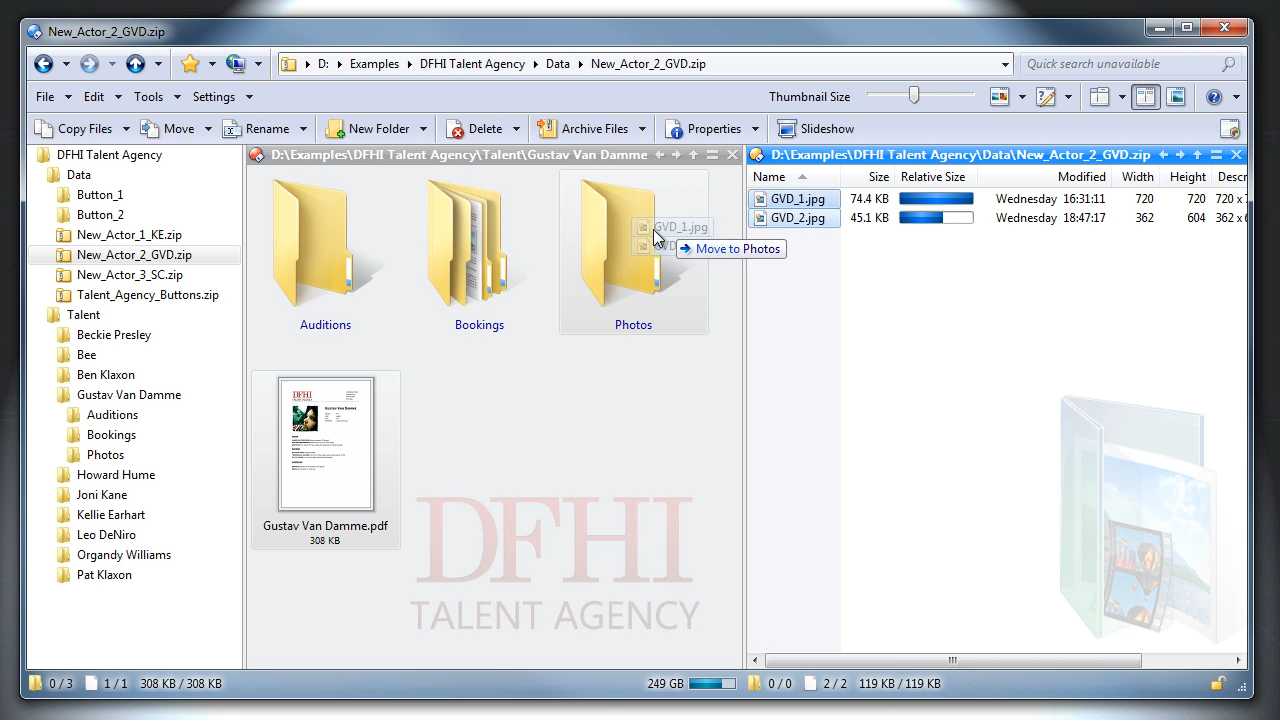 New_Actor_2_GVD.zip
D: Examples DFHI Talent Agency Data New_Actor_2_GVD.zip
Quick search unavailable
File Edit Tools Settings
Thumbnail Size
Copy Files Move Rename New Folder Delete Archive Files Properties Slideshow
DFHI Talent Agency
Data
Button_1
Button_2
New_Actor_1_KE.zip
New_Actor_2_GVD.zip
New_Actor_3_SC.zip
Talent_Agency_Buttons.zip
Talent
Beckie Presley
Bee
Ben Klaxon
Gustav Van Damme
Auditions
Bookings
Photos
Howard Hume
Joni Kane
Kellie Earhart
Leo DeNiro
Organdy Williams
Pat Klaxon
D:\Examples\DFHI Talent Agency\Talent\Gustav Van Damme
Auditions
Bookings
Photos
GVD_1.jpg
Move to Photos
DFHI
TALENT AGENCY
Gustav Van Damme
Gustav Van Damme.pdf
308 KB
DFHI
TALENT AGENCY
D:\Examples\DFHI Talent Agency\Data\New_Actor_2_GVD.zip
Name Size Relative Size Modified Width Height Descr
GVD_1.jpg 74.4 KB Wednesday 16:31:11 720 720 720 x
GVD_2.jpg 45.1 KB Wednesday 18:47:17 362 604 362 x
0 / 3 1 / 1 308 KB / 308 KB
249 GB
0 / 0 2 / 2 119 KB / 119 KB